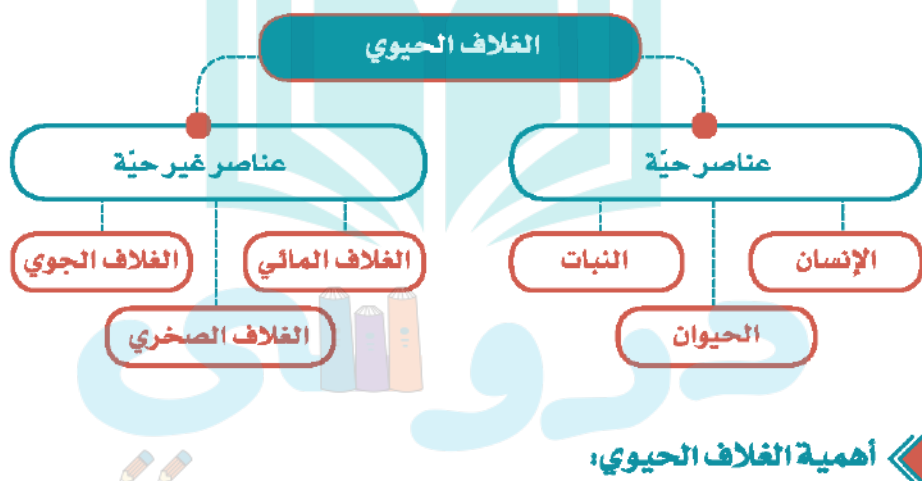 الغلاف الحيوي
عناصر حيّة
عناصر غير حيّة
الإنسان
النبات
الغلاف المائي
الغلاف الجوي
الحيوان
الغلاف الصخري
دروسي
أهمية الغلاف الحيوي: